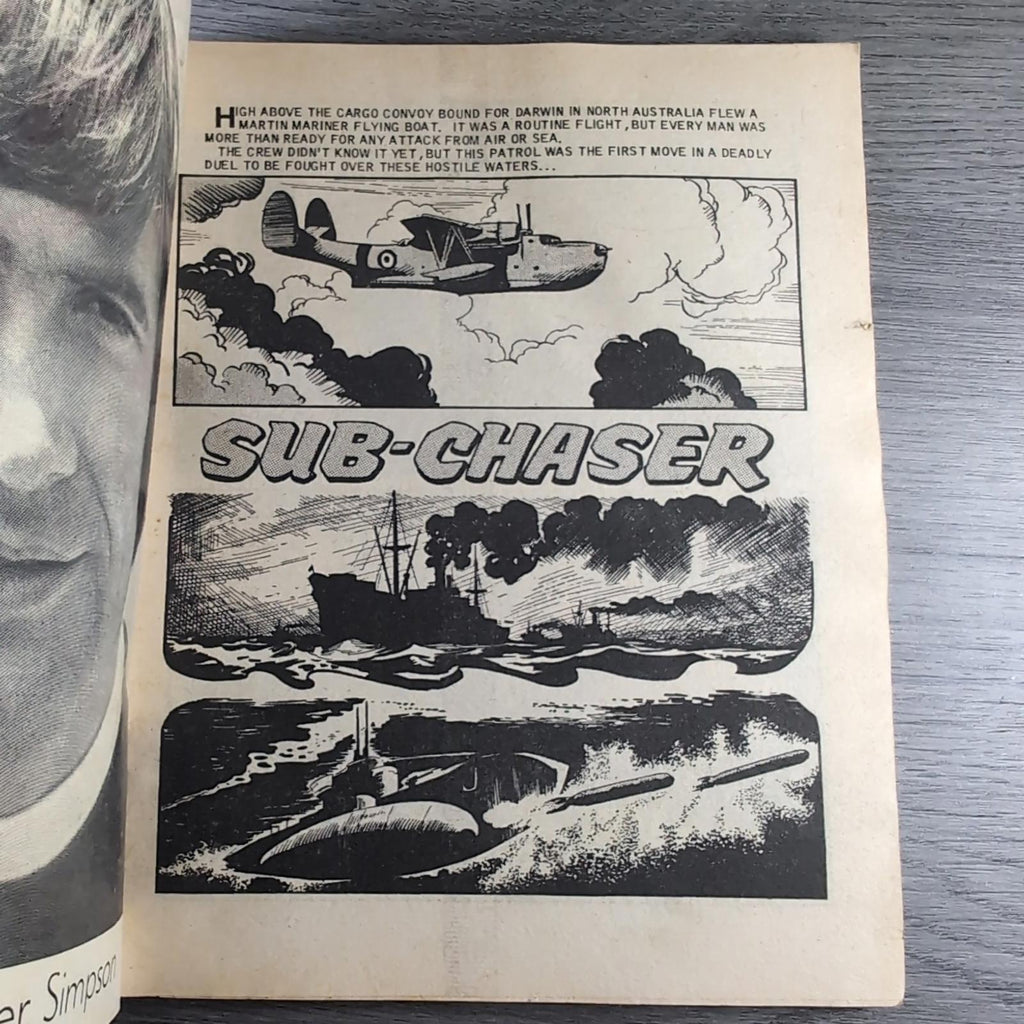 HIGH ABOVE THE CARGO CONVOY BOUND FOR DARWIN IN NORTH AUSTRALIA FLEW A
MARTIN MARINER FLYING BOAT. IT WAS A ROUTINE FLIGHT, BUT EVERY MAN WAS
MORE THAN READY FOR ANY ATTACK FROM AIR OR SEA.
THE CREW DIDN'T KNOW IT YET, BUT THIS PATROL WAS THE FIRST MOVE IN A DEADLY
DUEL TO BE FOUGHT OVER THESE HOSTILE WATERS...
SUB-CHASER
er Simpson